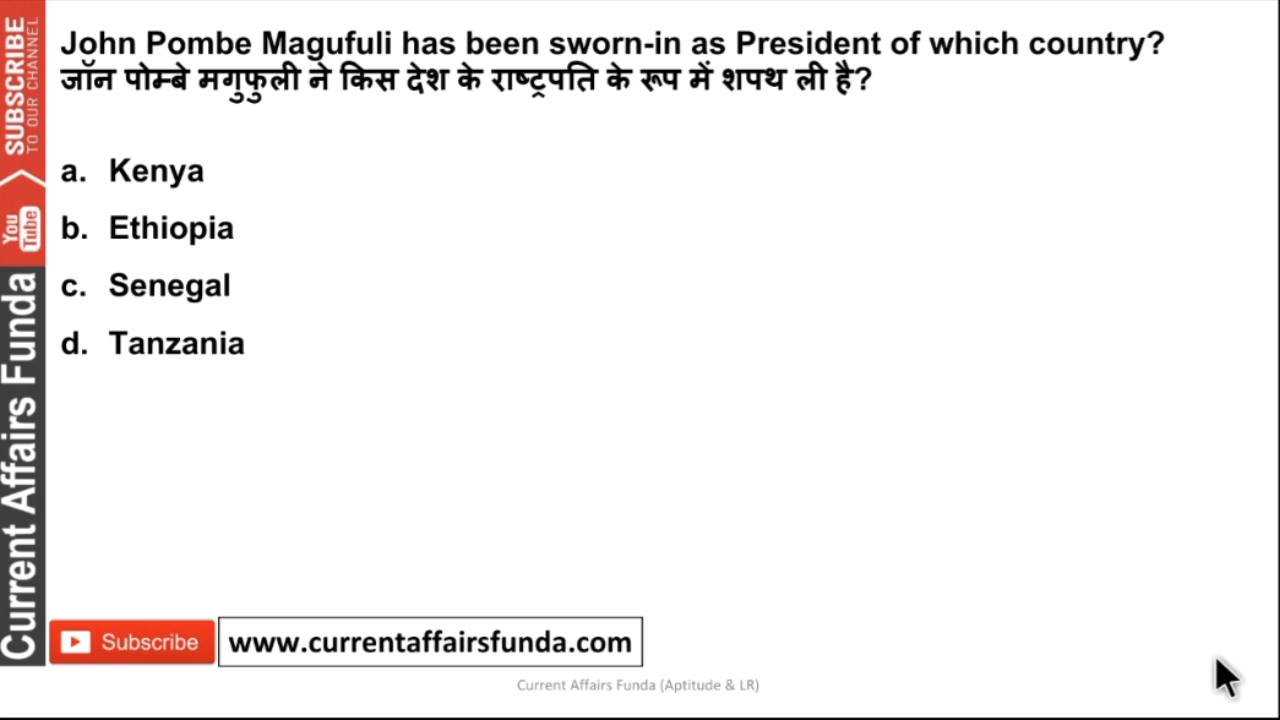 John Pombe Magufuli has been sworn-in as President of which country?
जॉन पोम्बे मगुफुली ने किस देश के राष्ट्रपति के रूप में शपथ ली है?
a. Kenya
b. Ethiopia
c. Senegal
d. Tanzania
SUBSCRIBE
TO OUR CHANNEL
You
Tube
Current Affairs Funda
Subscribe
www.currentaffairsfunda.com
Current Affairs Funda (Aptitude & LR)